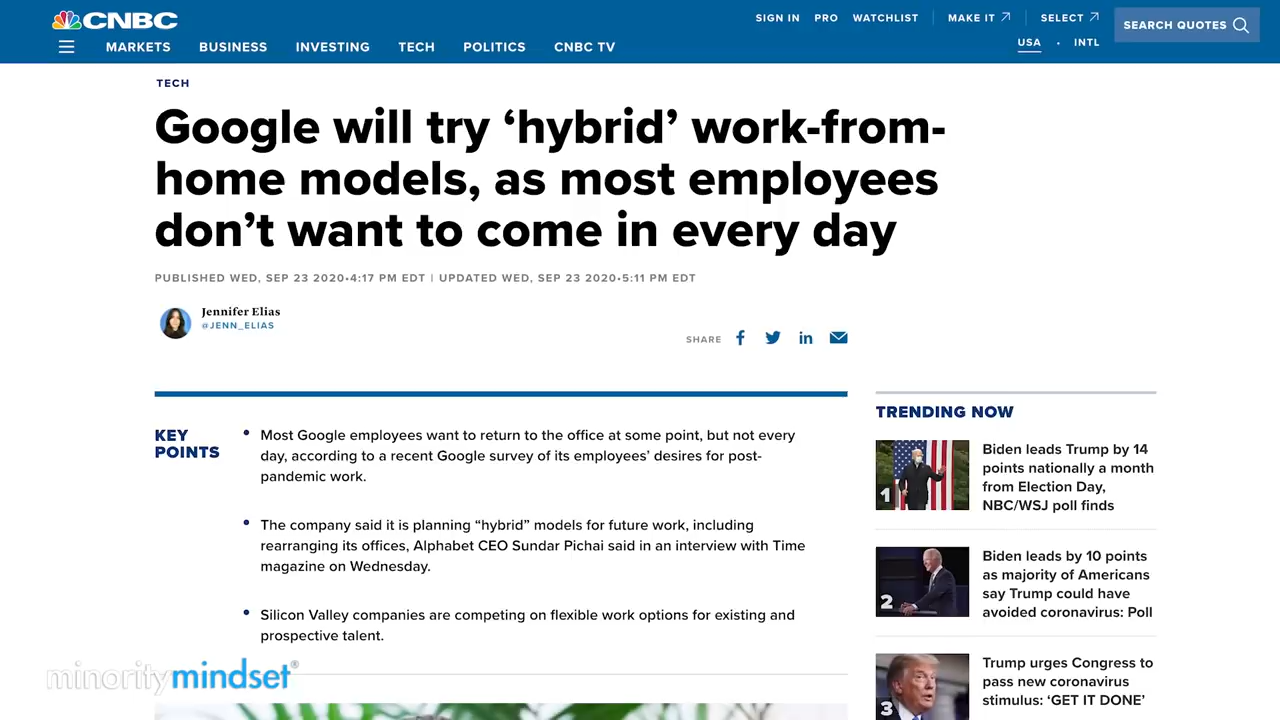 CNBC
SIGN IN PRO WATCHLIST MAKE IT SELECT
SEARCH QUOTES
MARKETS BUSINESS INVESTING TECH POLITICS CNBC TV
USA • INTL
TECH
Google will try ‘hybrid’ work-from-
home models, as most employees
don’t want to come in every day
PUBLISHED WED, SEP 23 2020•4:17 PM EDT | UPDATED WED, SEP 23 2020•5:11 PM EDT
Jennifer Elias
@JENN_ELIAS
SHARE
KEY
POINTS
• Most Google employees want to return to the office at some point, but not every
day, according to a recent Google survey of its employees’ desires for post-
pandemic work.
• The company said it is planning “hybrid” models for future work, including
rearranging its offices, Alphabet CEO Sundar Pichai said in an interview with Time
magazine on Wednesday.
• Silicon Valley companies are competing on flexible work options for existing and
prospective talent.
TRENDING NOW
1
Biden leads Trump by 14
points nationally a month
from Election Day,
NBC/WSJ poll finds
2
Biden leads by 10 points
as majority of Americans
say Trump could have
avoided coronavirus: Poll
3
Trump urges Congress to
pass new coronavirus
stimulus: ‘GET IT DONE’
minoritymindset®